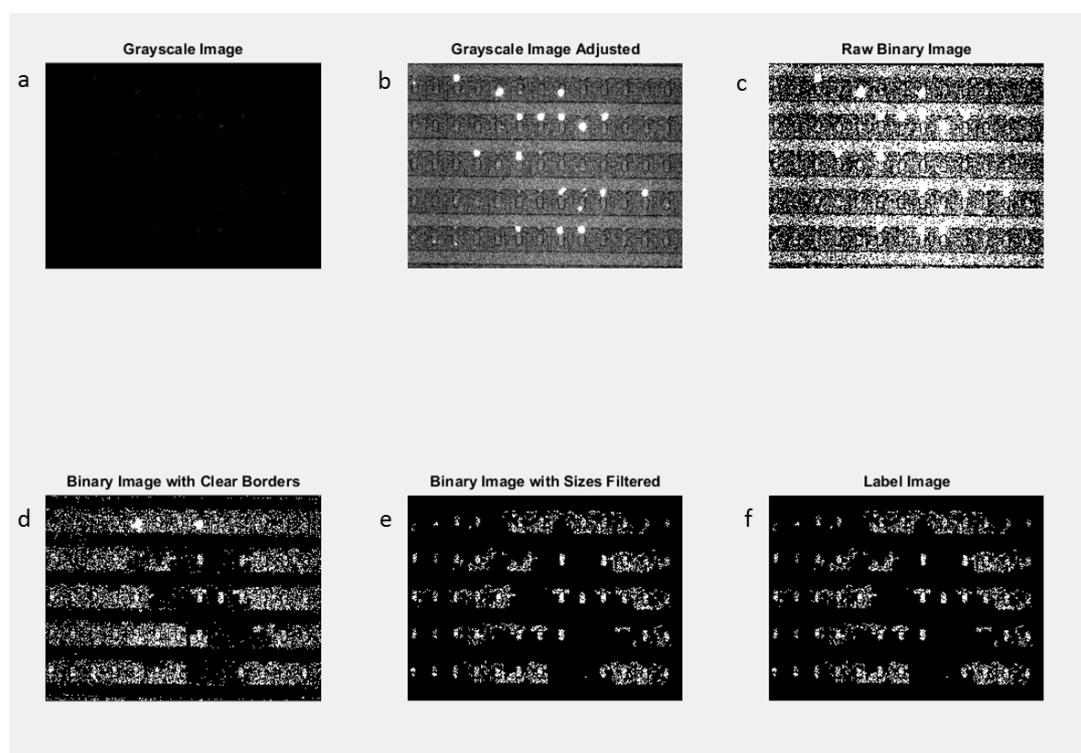 Grayscale Image
Grayscale Image Adjusted
Raw Binary Image
a
b
c
Binary Image with Clear Borders
Binary Image with Sizes Filtered
Label Image
d
e
f